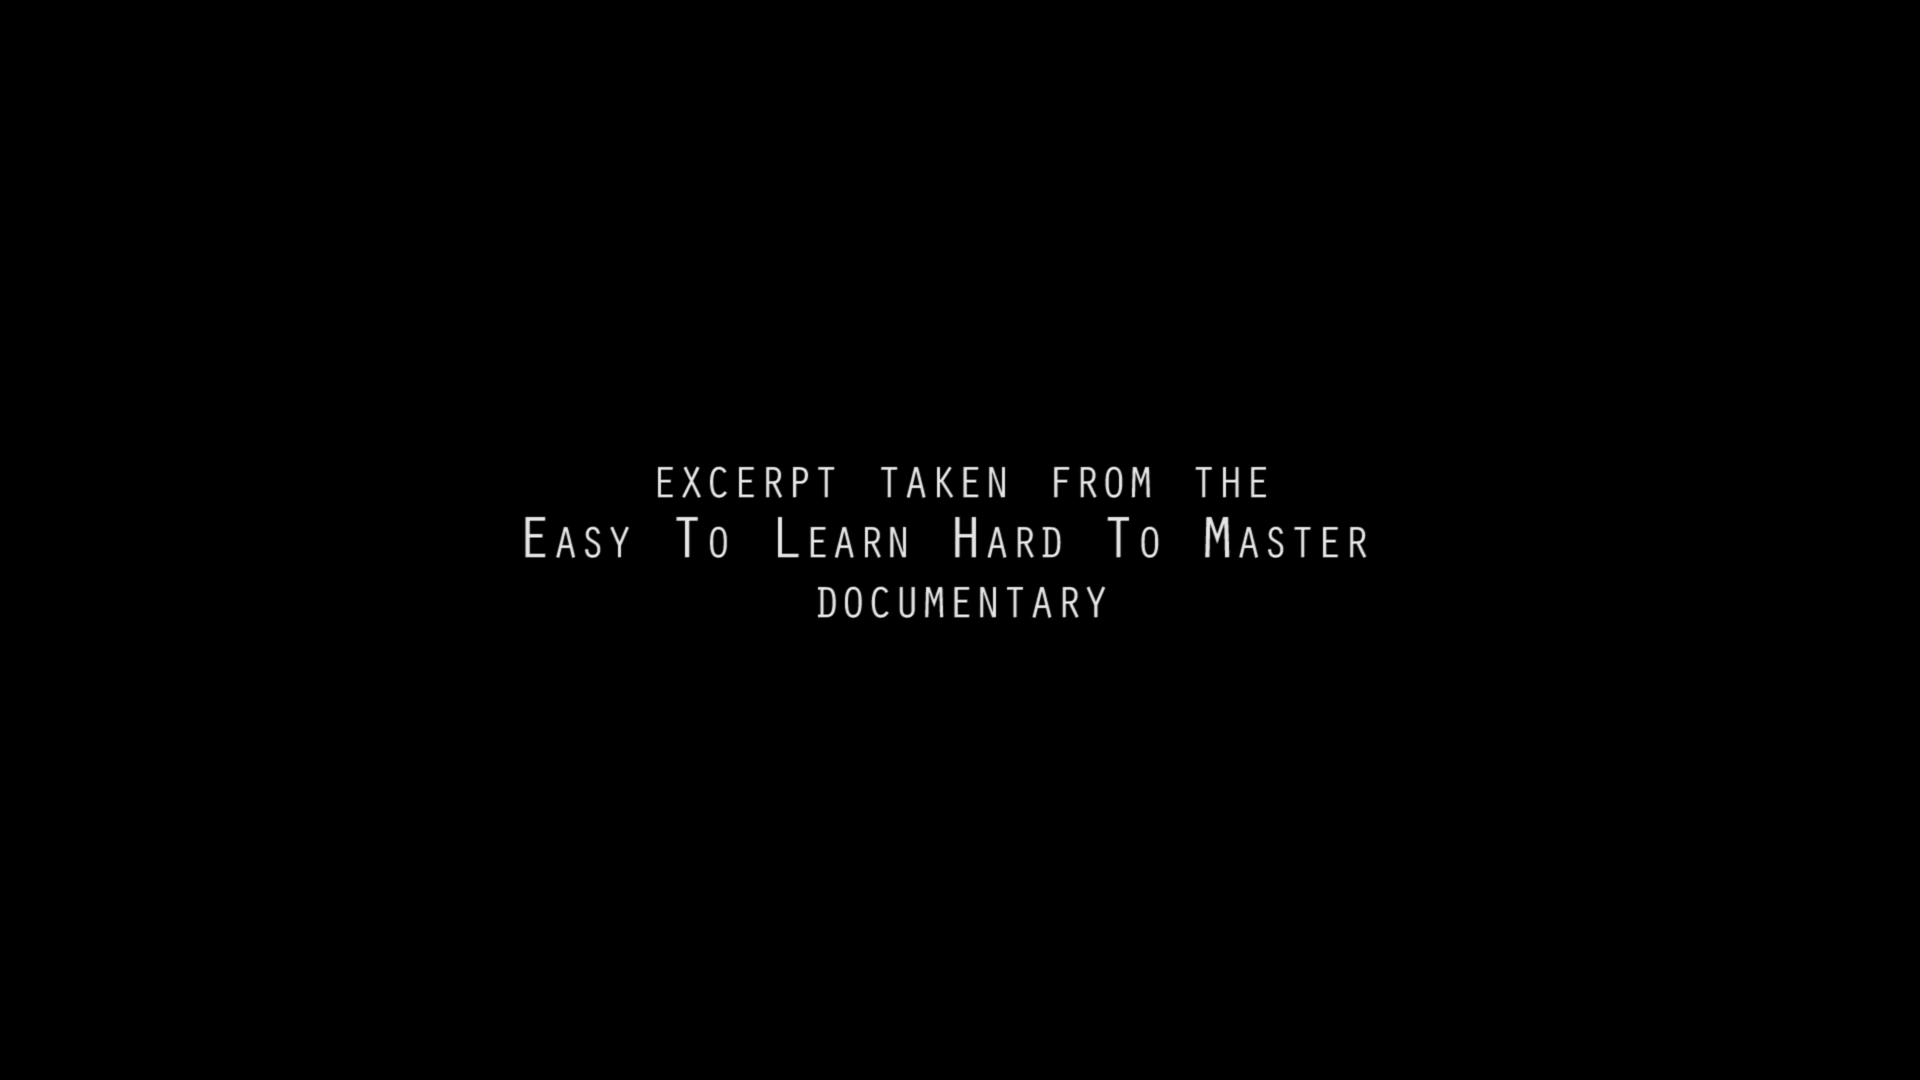 EXCERPT TAKEN FROM THE
EASY TO LEARN HARD TO MASTER
DOCUMENTARY